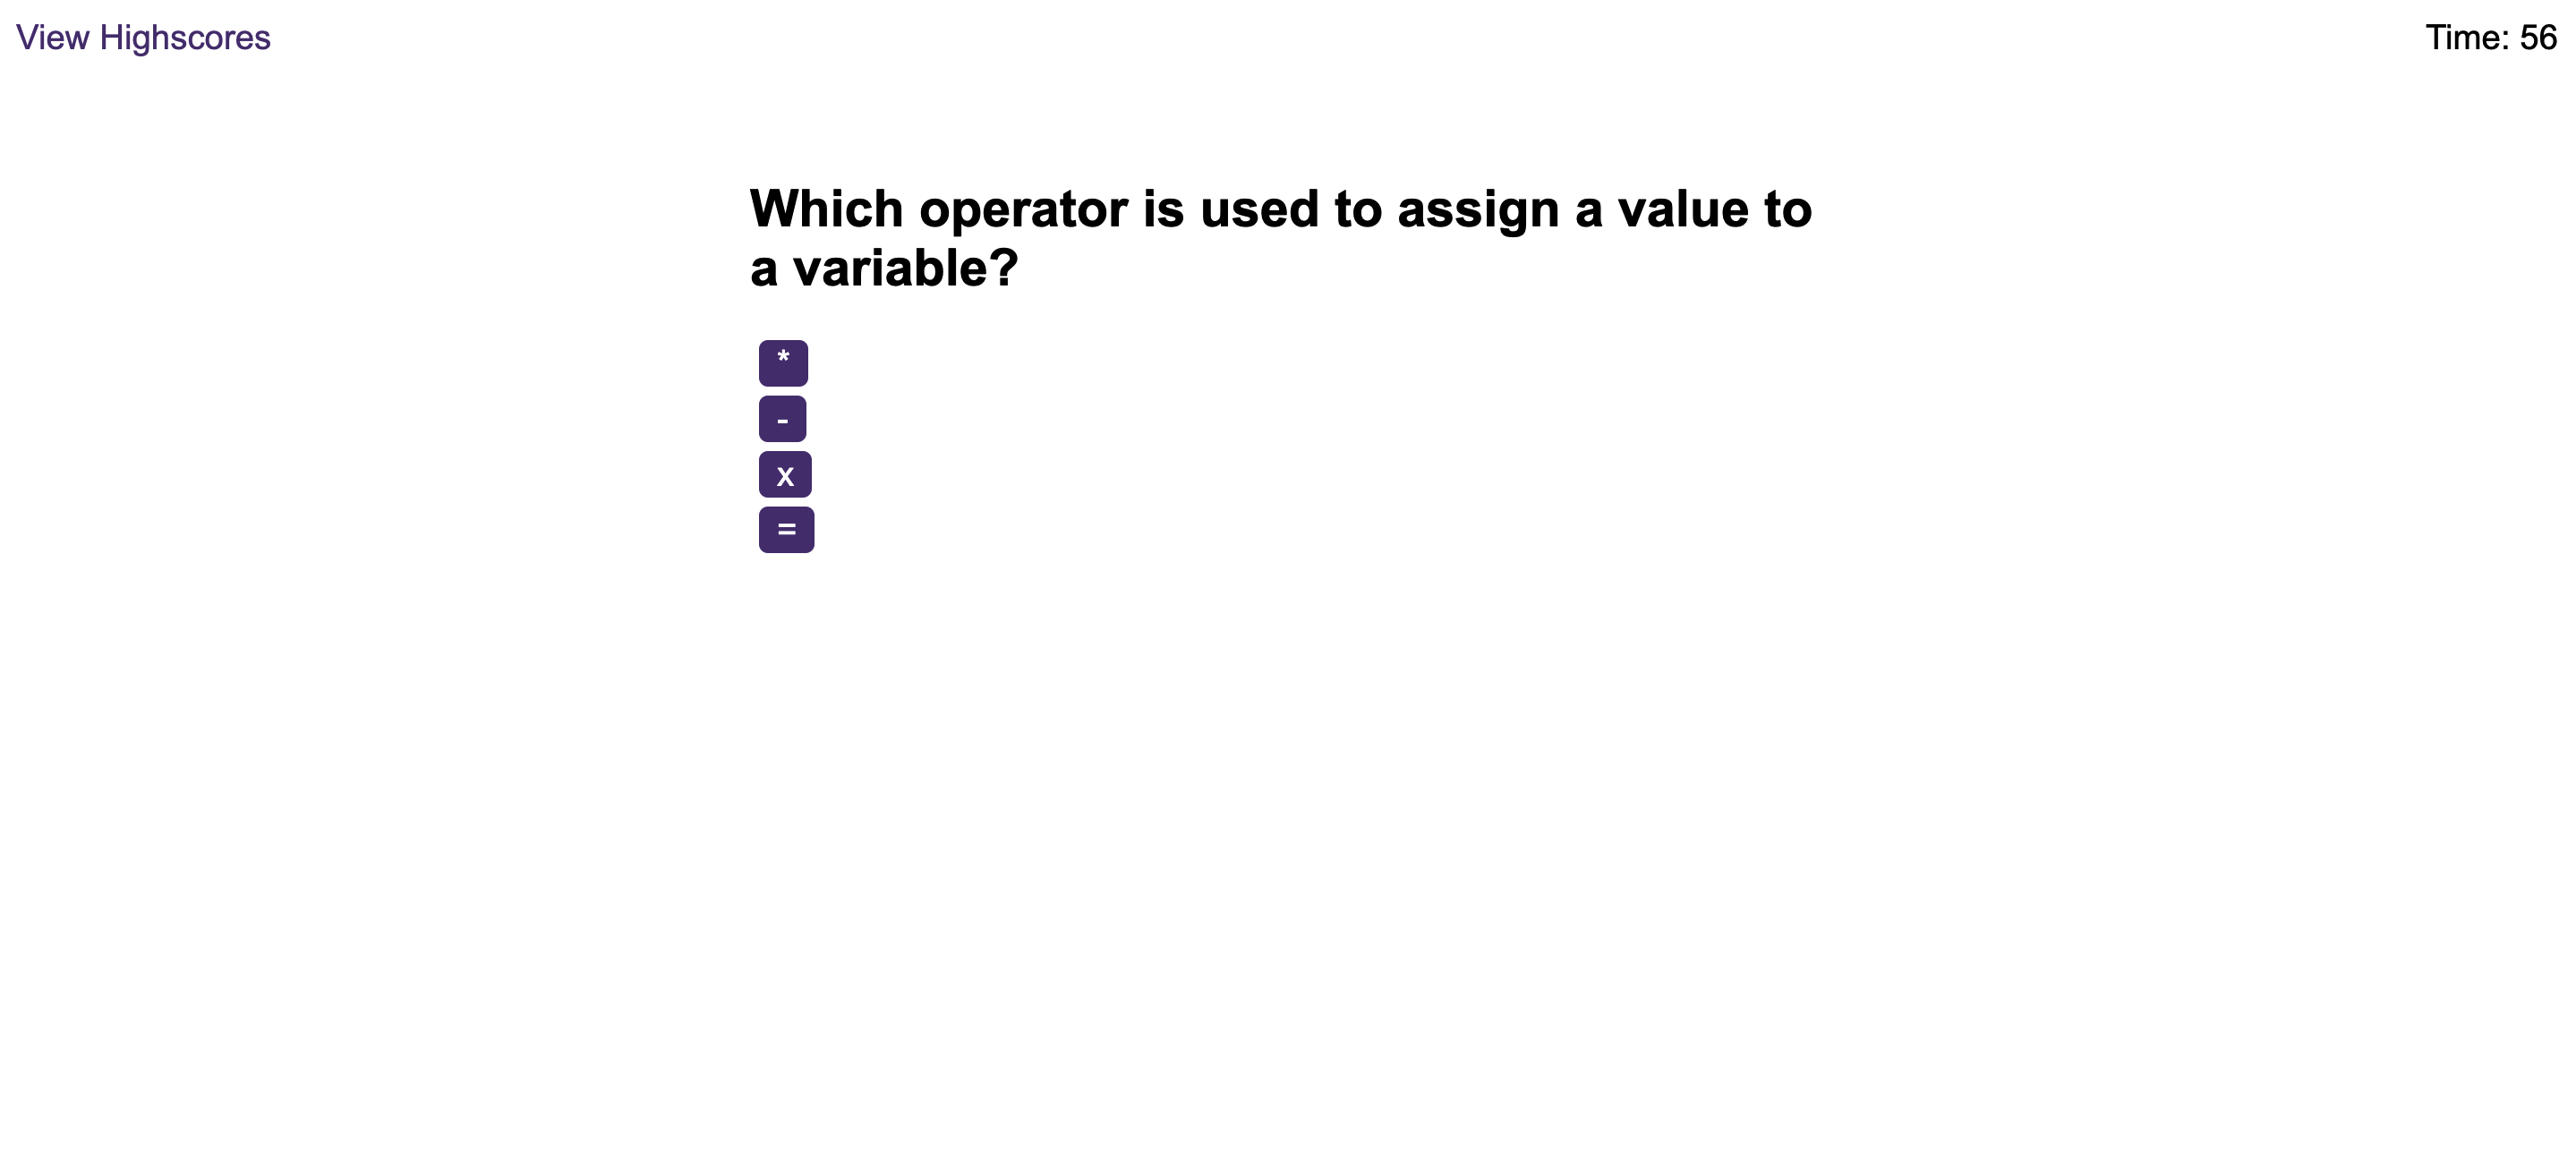 View Highscores
Time: 56
Which operator is used to assign a value to
a variable?
*
-
x
=